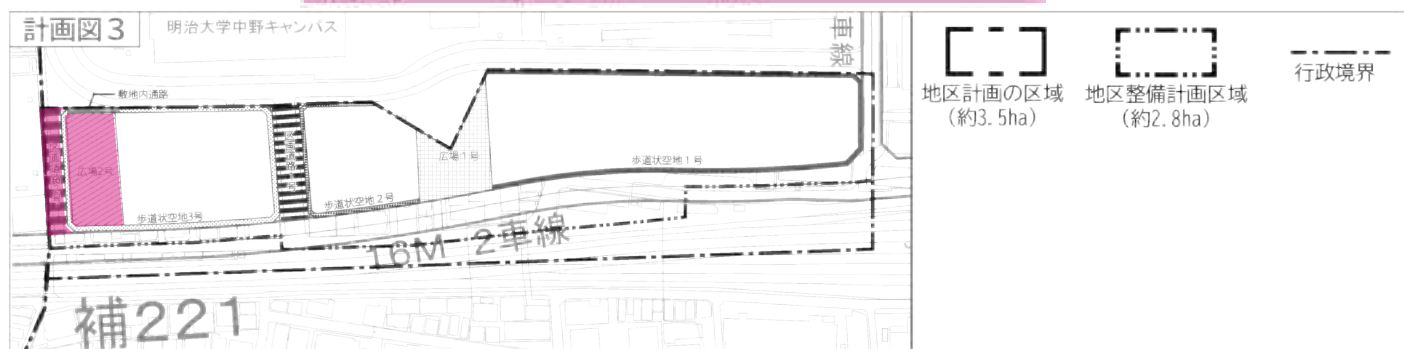 計画図3
明治大学中野キャンパス
車線
敷地内通路
広場2号
広場1号
歩道状空地1号
歩道状空地2号
歩道状空地3号
16M 2車線
補221
地区計画の区域
(約3.5ha)
地区整備計画区域
(約2.8ha)
行政境界